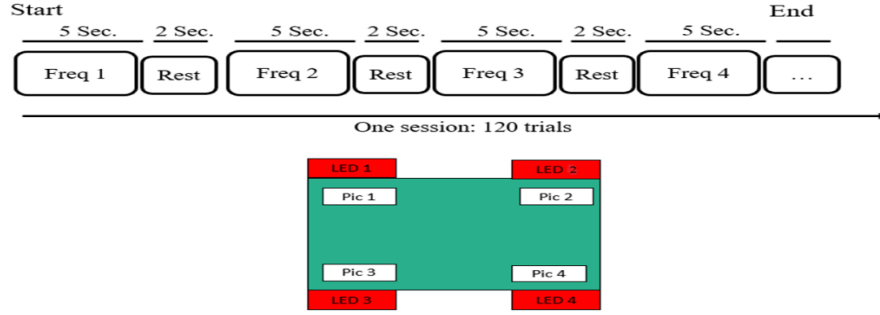 Start End
5 Sec. 2 Sec. 5 Sec. 2 Sec. 5 Sec. 2 Sec. 5 Sec.
Freq 1 Rest Freq 2 Rest Freq 3 Rest Freq 4 ...
One session: 120 trials
LED 1 LED 2
Pic 1 Pic 2
Pic 3 Pic 4
LED 3 LED 4